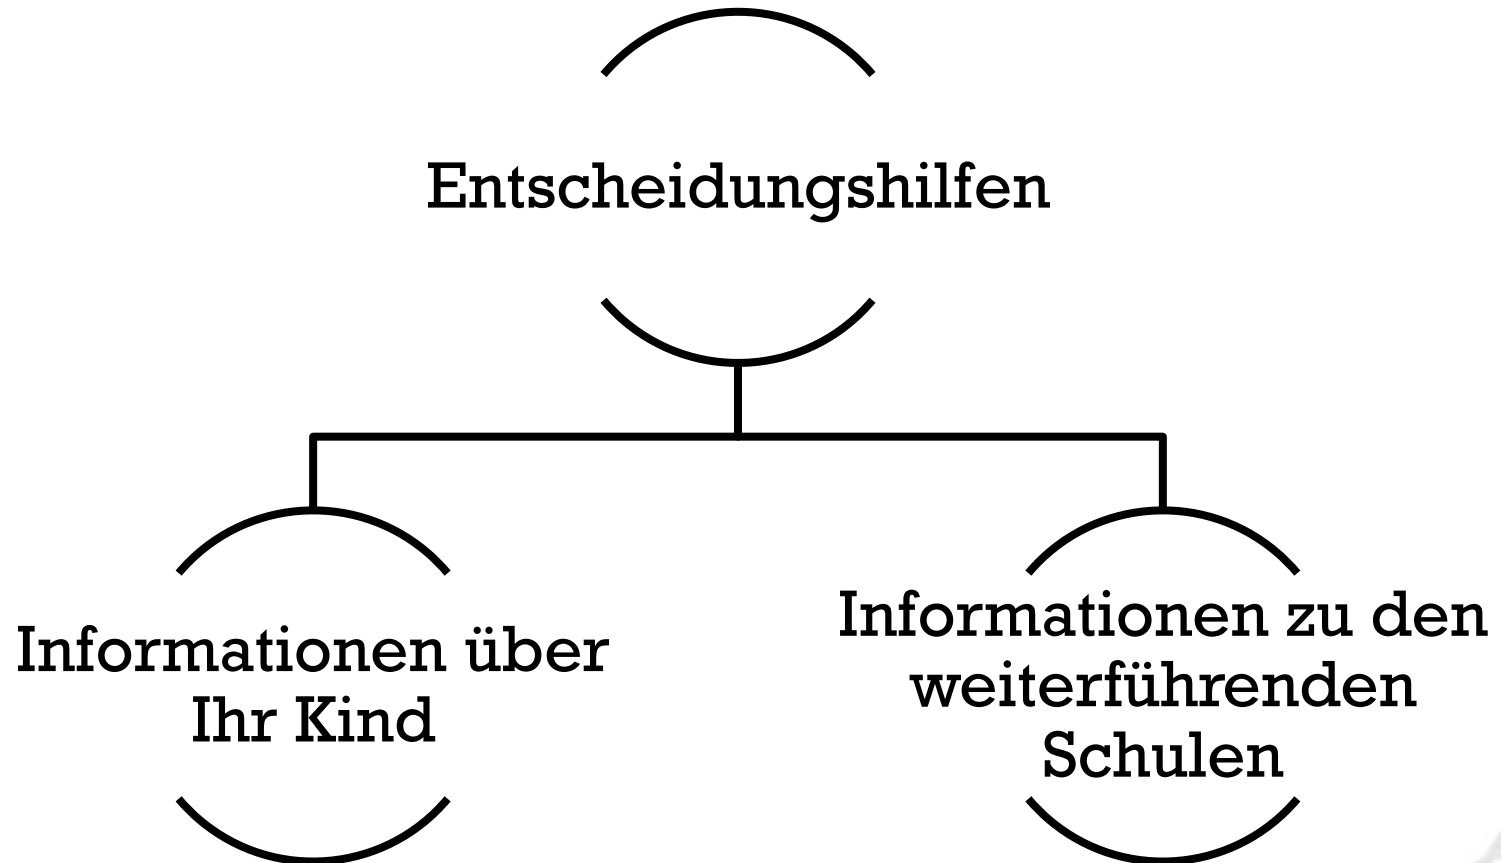 Entscheidungshilfen
Informationen über
Ihr Kind
Informationen zu den
weiterführenden
Schulen